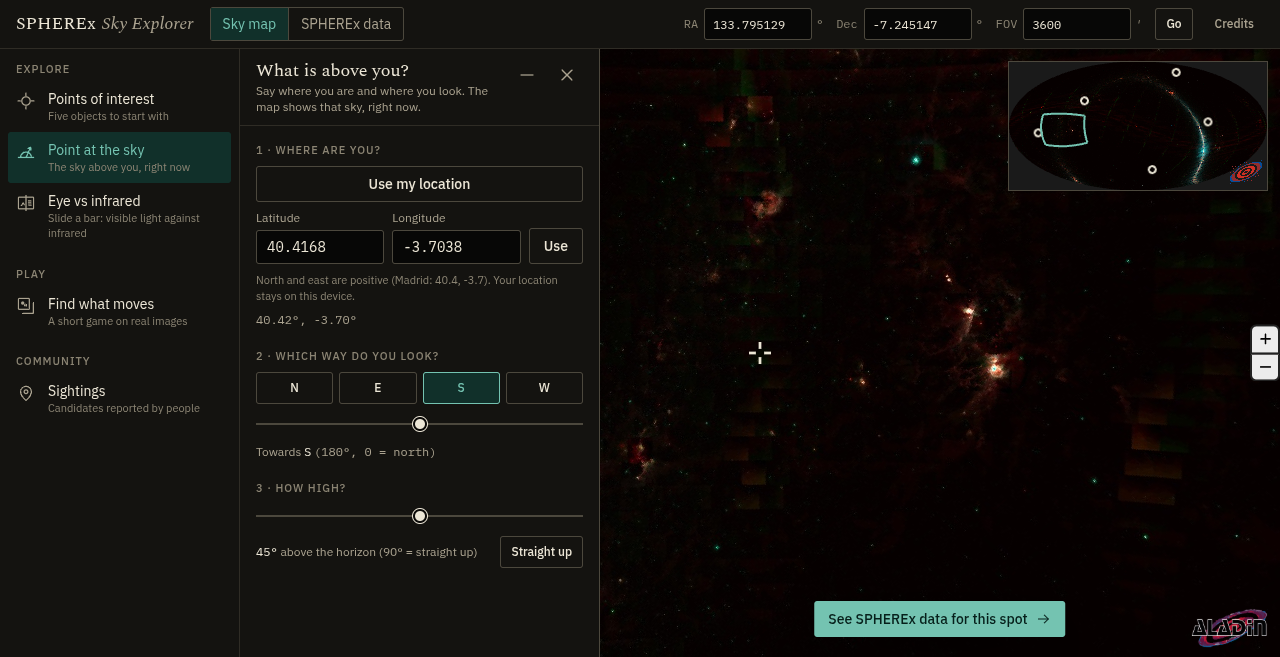 SPHEREx Sky Explorer
Sky map
SPHEREx data
RA 133.795129 ° Dec -7.245147 ° FOV 3600 ′ Go Credits
EXPLORE
Points of interest
Five objects to start with
Point at the sky
The sky above you, right now
Eye vs infrared
Slide a bar: visible light against
infrared
PLAY
Find what moves
A short game on real images
COMMUNITY
Sightings
Candidates reported by people
What is above you?
Say where you are and where you look. The
map shows that sky, right now.
1 · WHERE ARE YOU?
Use my location
Latitude Longitude
40.4168 -3.7038 Use
North and east are positive (Madrid: 40.4, -3.7). Your location
stays on this device.
40.42°, -3.70°
2 · WHICH WAY DO YOU LOOK?
N E S W
Towards S (180°, 0 = north)
3 · HOW HIGH?
45° above the horizon (90° = straight up) Straight up
+
−
See SPHEREx data for this spot →
ALADIN